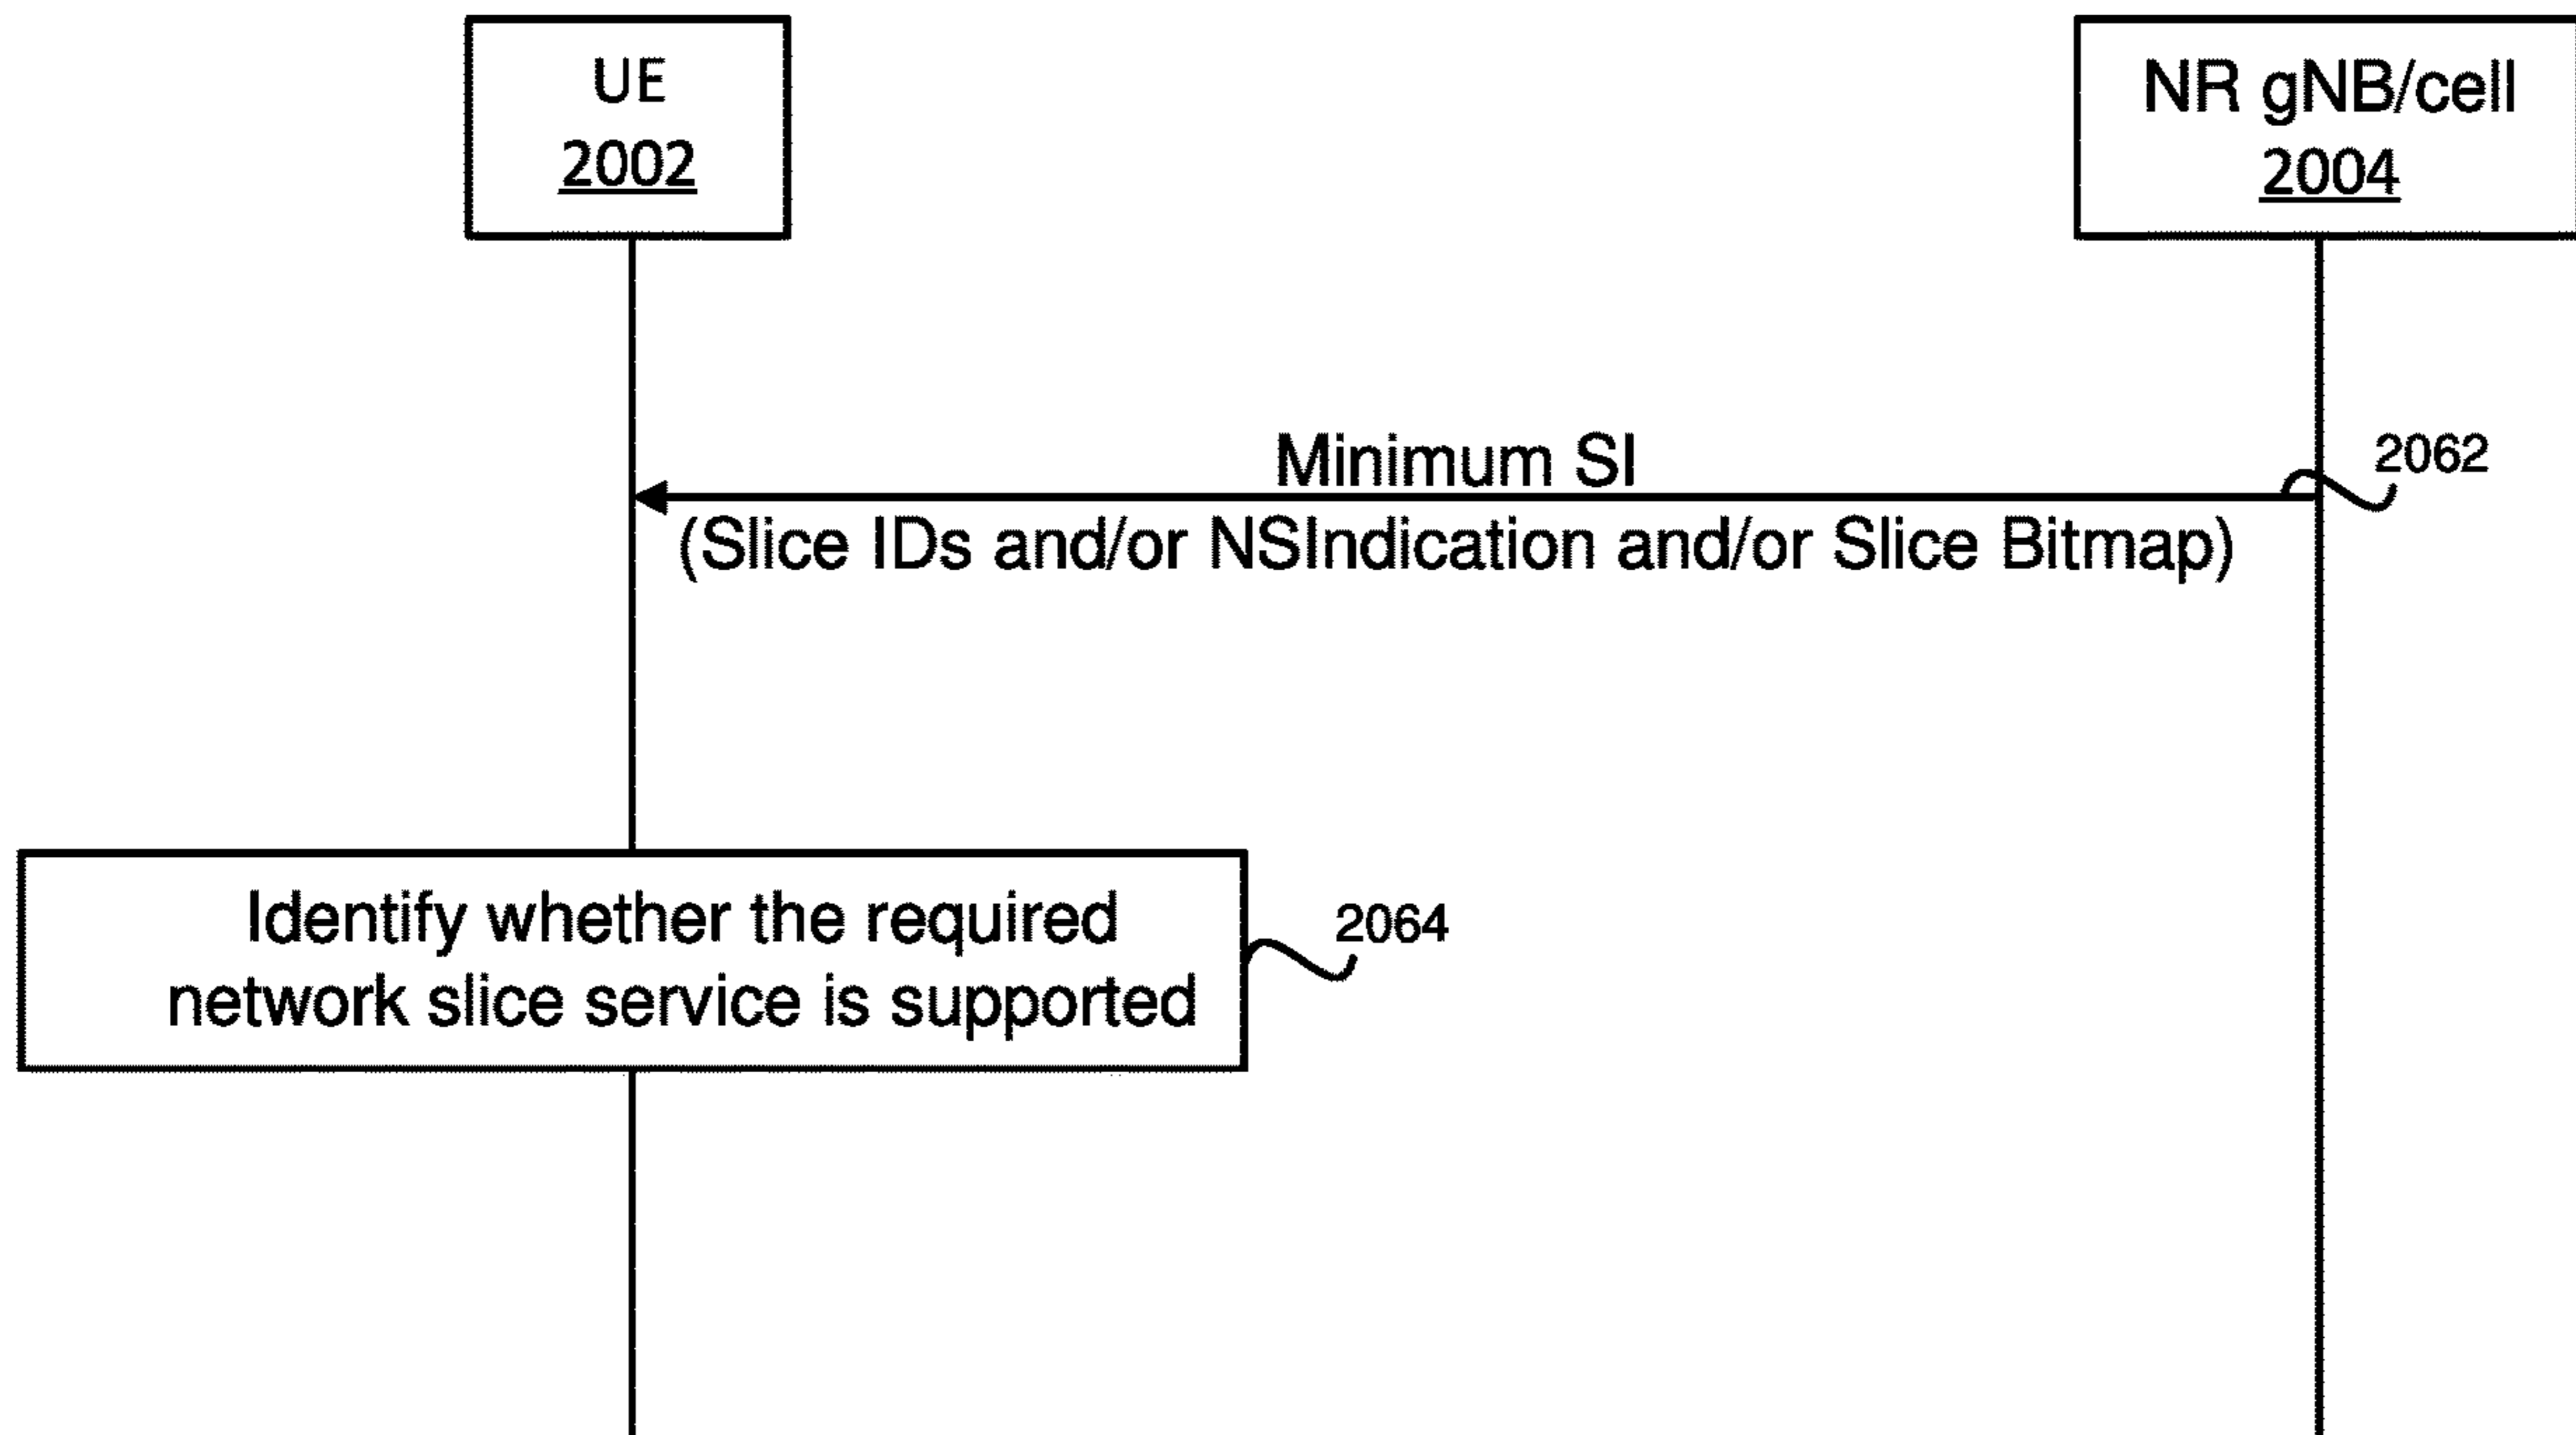 UE
2002
NR gNB/cell
2004
Minimum SI
2062
(Slice IDs and/or NSIndication and/or Slice Bitmap)
Identify whether the required
network slice service is supported
2064